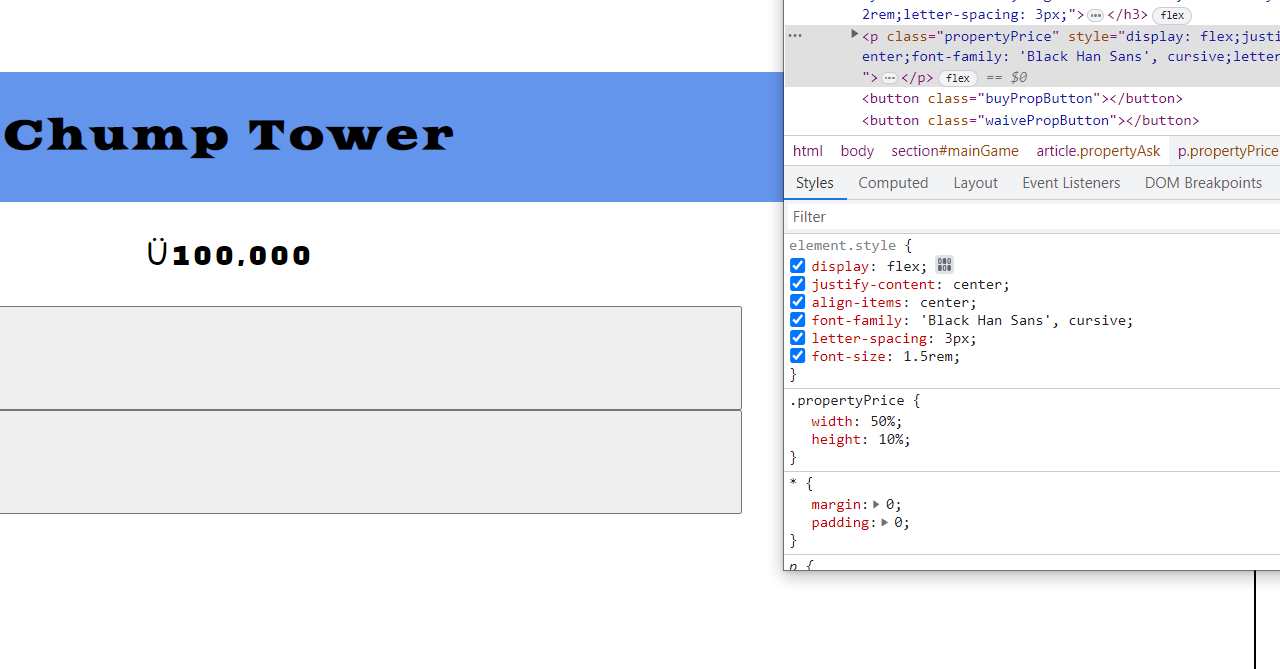 Chump Tower
Ü100,000
2rem;letter-spacing: 3px;">…</h3> flex
… <p class="propertyPrice" style="display: flex;justi
enter;font-family: 'Black Han Sans', cursive;letter
">…</p> flex == $0
<button class="buyPropButton"></button>
<button class="waivePropButton"></button>
html body section#mainGame article.propertyAsk p.propertyPrice
Styles Computed Layout Event Listeners DOM Breakpoints
Filter
element.style {
display: flex;
justify-content: center;
align-items: center;
font-family: 'Black Han Sans', cursive;
letter-spacing: 3px;
font-size: 1.5rem;
}
.propertyPrice {
width: 50%;
height: 10%;
}
* {
margin: 0;
padding: 0;
}
p {